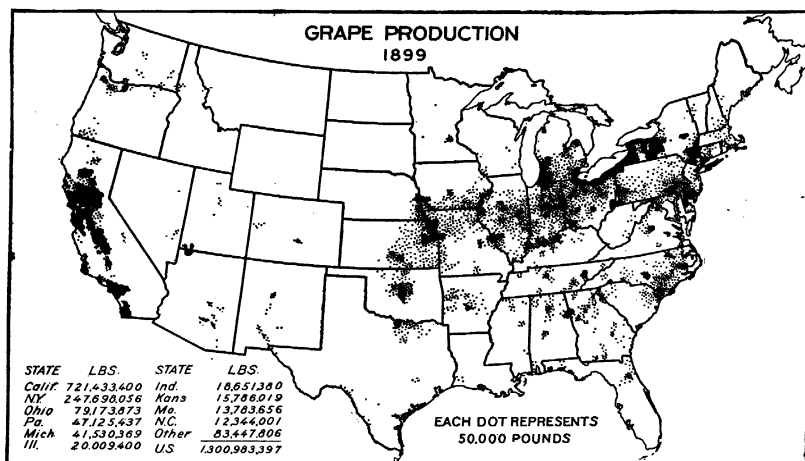 GRAPE PRODUCTION
1899
STATE LBS. STATE LBS.
Calif. 721,433,400 Ind. 18,651,380
N.Y. 247,698,056 Kans 15,786,019
Ohio 79,173,873 Mo. 13,783,656
Pa. 47,125,437 N.C. 12,344,001
Mich 41,530,369 Other 83,447,806
Ill. 20,009,400 U.S. 1,300,983,397
EACH DOT REPRESENTS
50,000 POUNDS